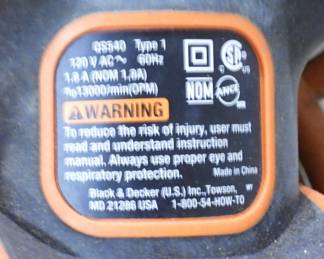 QS540 Type 1
120 V AC~ 60Hz
1.8 A (NOM 1,8A)
n₀13000/min(OPM)
C US
NOM ANCE
WARNING
To reduce the risk of injury, user must
read and understand instruction
manual. Always use proper eye and
respiratory protection. Made in China
Black & Decker (U.S.) Inc.,Towson,
MD 21286 USA 1-800-54-HOW-TO